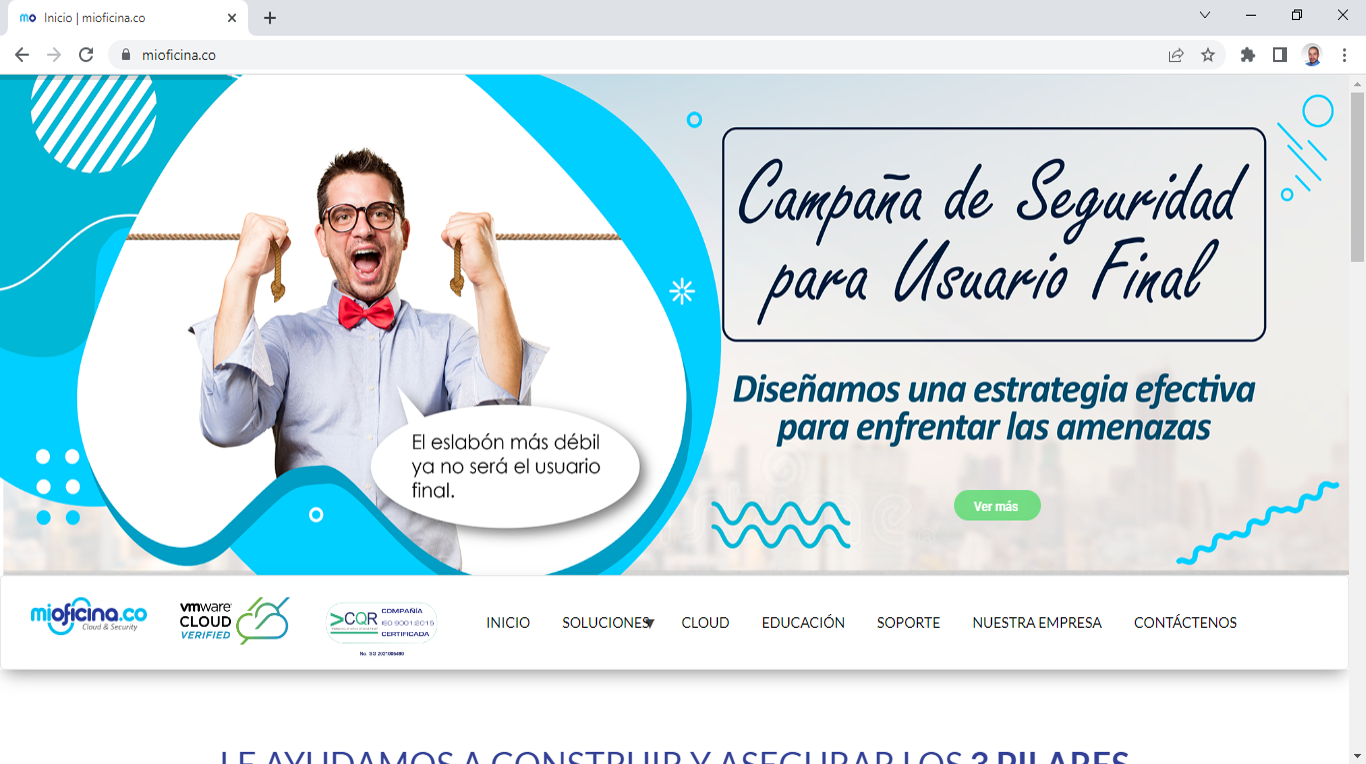 Inicio | mioficina.co
mioficina.co
Campaña de Seguridad
para Usuario Final
Diseñamos una estrategia efectiva
para enfrentar las amenazas
El eslabón más débil
ya no será el usuario
final.
Ver más
mioficina.co
Cloud & Security
vmware
CLOUD
VERIFIED
CQR
COMPAÑÍA
ISO 9001:2015
CERTIFICADA
INICIO
SOLUCIONES
CLOUD
EDUCACIÓN
SOPORTE
NUESTRA EMPRESA
CONTÁCTENOS
LE AYUDAMOS A CONSTRUIR Y ASEGURAR LOS 3 PILARES